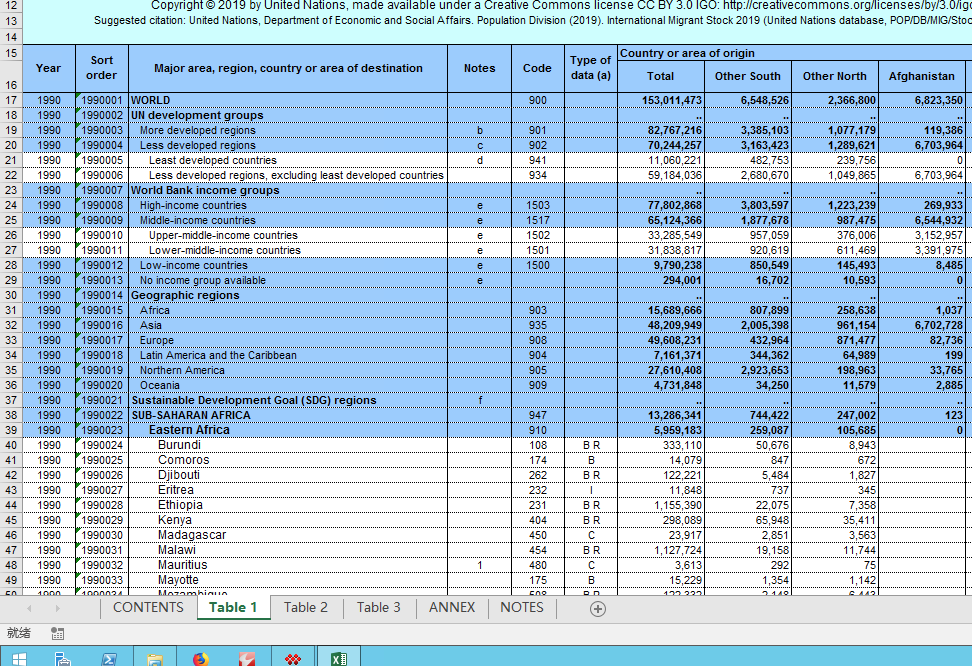 12 Copyright © 2019 by United Nations, made available under a Creative Commons license CC BY 3.0 IGO: http://creativecommons.org/licenses/by/3.0/igo
13 Suggested citation: United Nations, Department of Economic and Social Affairs. Population Division (2019). International Migrant Stock 2019 (United Nations database, POP/DB/MIG/Stoc
14
15 Country or area of origin
16 Year Sort order Major area, region, country or area of destination Notes Code Type of data (a) Total Other South Other North Afghanistan
17 1990 1990001 WORLD 900 153,011,473 6,548,526 2,366,800 6,823,350
18 1990 1990002 UN development groups .. .. .. ..
19 1990 1990003 More developed regions b 901 82,767,216 3,385,103 1,077,179 119,386
20 1990 1990004 Less developed regions c 902 70,244,257 3,163,423 1,289,621 6,703,964
21 1990 1990005 Least developed countries d 941 11,060,221 482,753 239,756 0
22 1990 1990006 Less developed regions, excluding least developed countries 934 59,184,036 2,680,670 1,049,865 6,703,964
23 1990 1990007 World Bank income groups .. .. .. ..
24 1990 1990008 High-income countries e 1503 77,802,868 3,803,597 1,223,239 269,933
25 1990 1990009 Middle-income countries e 1517 65,124,366 1,877,678 987,475 6,544,932
26 1990 1990010 Upper-middle-income countries e 1502 33,285,549 957,059 376,006 3,152,957
27 1990 1990011 Lower-middle-income countries e 1501 31,838,817 920,619 611,469 3,391,975
28 1990 1990012 Low-income countries e 1500 9,790,238 850,549 145,493 8,485
29 1990 1990013 No income group available e 294,001 16,702 10,593 0
30 1990 1990014 Geographic regions .. .. .. ..
31 1990 1990015 Africa 903 15,689,666 807,899 258,638 1,037
32 1990 1990016 Asia 935 48,209,949 2,005,398 961,154 6,702,728
33 1990 1990017 Europe 908 49,608,231 432,964 871,477 82,736
34 1990 1990018 Latin America and the Caribbean 904 7,161,371 344,362 64,989 199
35 1990 1990019 Northern America 905 27,610,408 2,923,653 198,963 33,765
36 1990 1990020 Oceania 909 4,731,848 34,250 11,579 2,885
37 1990 1990021 Sustainable Development Goal (SDG) regions f .. .. .. ..
38 1990 1990022 SUB-SAHARAN AFRICA 947 13,286,341 744,422 247,002 123
39 1990 1990023 Eastern Africa 910 5,959,183 259,087 105,685 0
40 1990 1990024 Burundi 108 B R 333,110 50,676 8,943
41 1990 1990025 Comoros 174 B 14,079 847 672
42 1990 1990026 Djibouti 262 B R 122,221 5,484 1,827
43 1990 1990027 Eritrea 232 I 11,848 737 345
44 1990 1990028 Ethiopia 231 B R 1,155,390 22,075 7,358
45 1990 1990029 Kenya 404 B R 298,089 65,948 35,411
46 1990 1990030 Madagascar 450 C 23,917 2,851 3,563
47 1990 1990031 Malawi 454 B R 1,127,724 19,158 11,744
48 1990 1990032 Mauritius 1 480 C 3,613 292 75
49 1990 1990033 Mayotte 175 B 15,229 1,354 1,142
50 1990 1990034 Mozambique 508 B R 122,332 2,148 6,443
CONTENTS Table 1 Table 2 Table 3 ANNEX NOTES
就绪